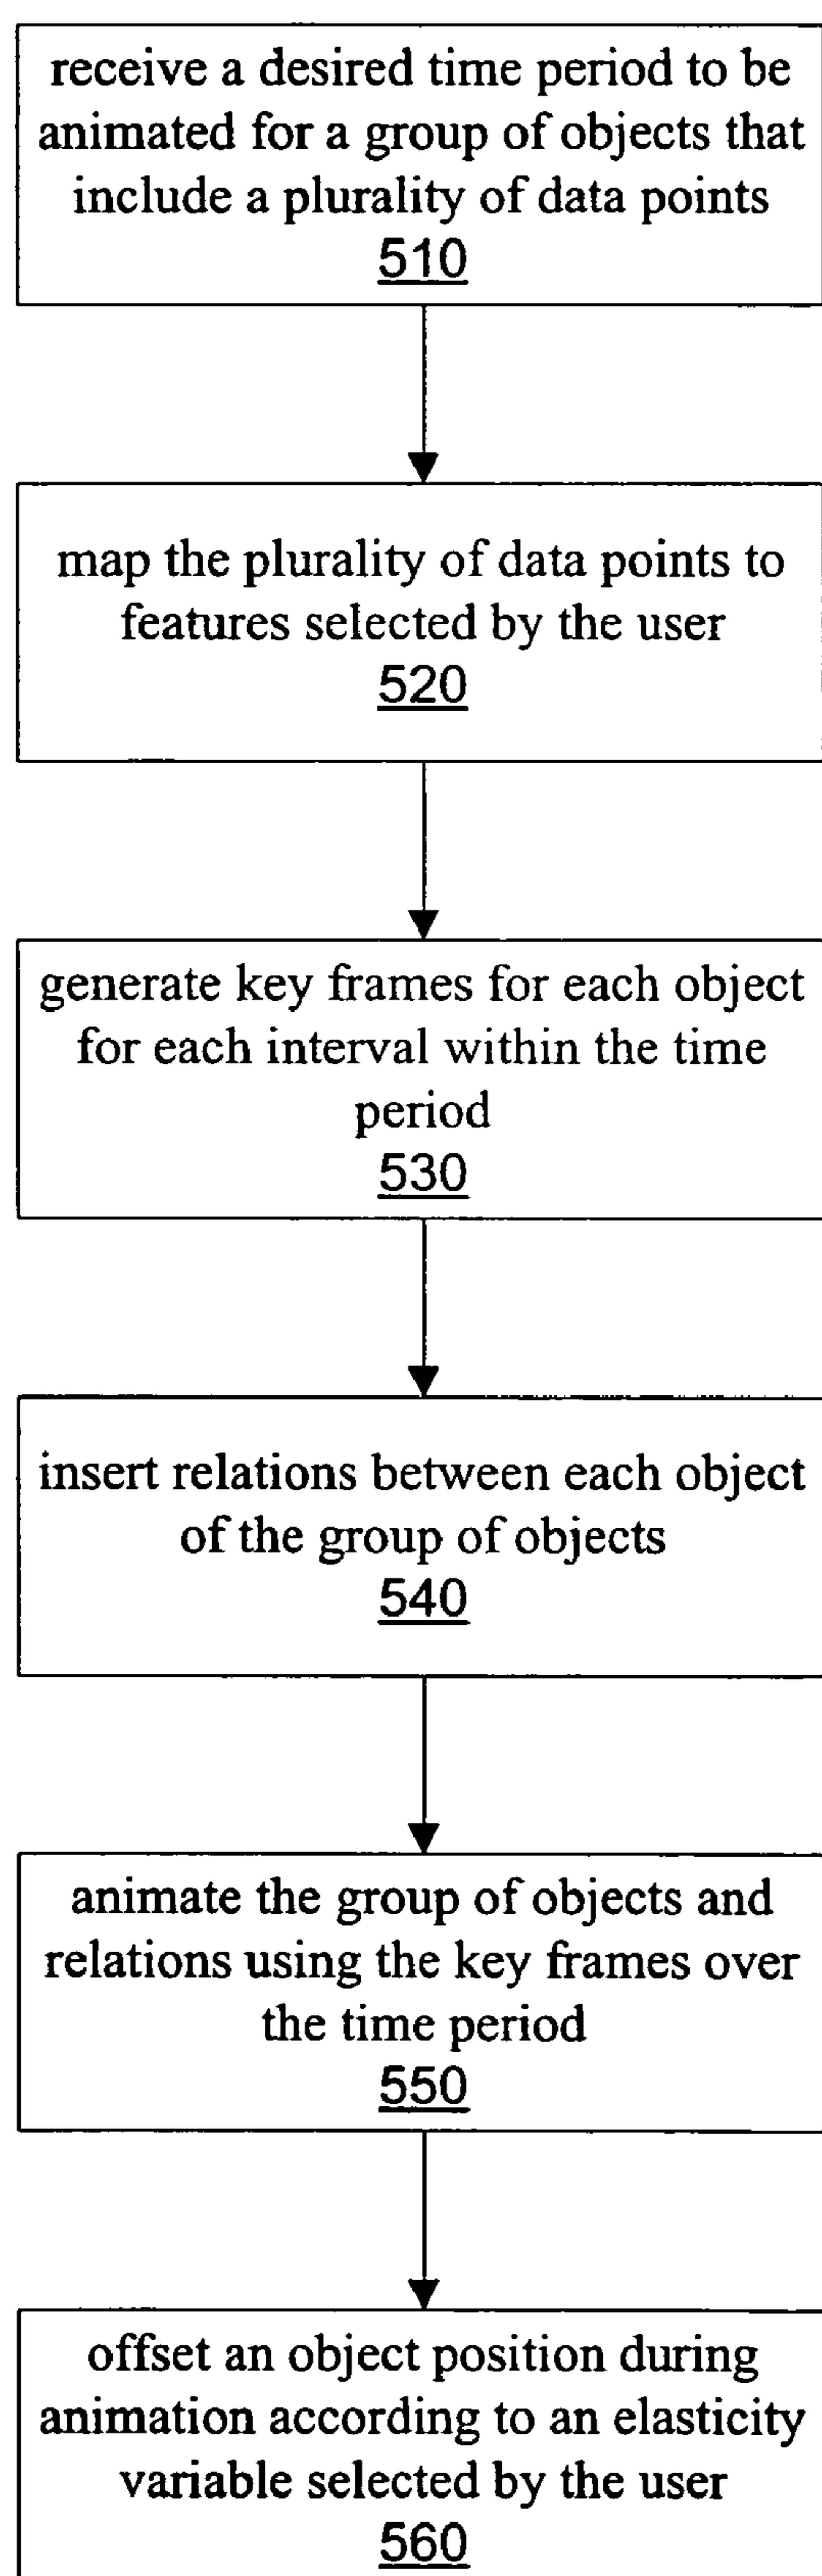 receive a desired time period to be
animated for a group of objects that
include a plurality of data points
510
map the plurality of data points to
features selected by the user
520
generate key frames for each object
for each interval within the time
period
530
insert relations between each object
of the group of objects
540
animate the group of objects and
relations using the key frames over
the time period
550
offset an object position during
animation according to an elasticity
variable selected by the user
560